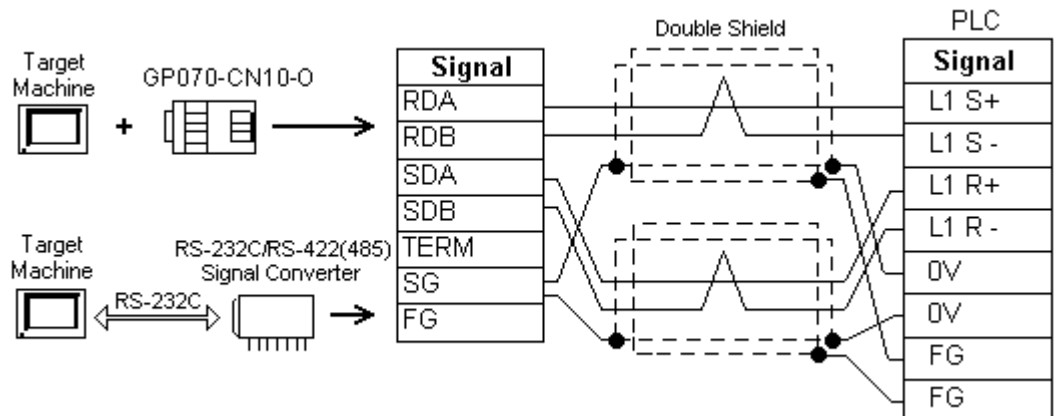 Target
Machine
+
GP070-CN10-O
Target
Machine
RS-232C
RS-232C/RS-422(485)
Signal Converter
Signal
RDA
RDB
SDA
SDB
TERM
SG
FG
Double Shield
PLC
Signal
L1 S+
L1 S -
L1 R+
L1 R -
0V
0V
FG
FG